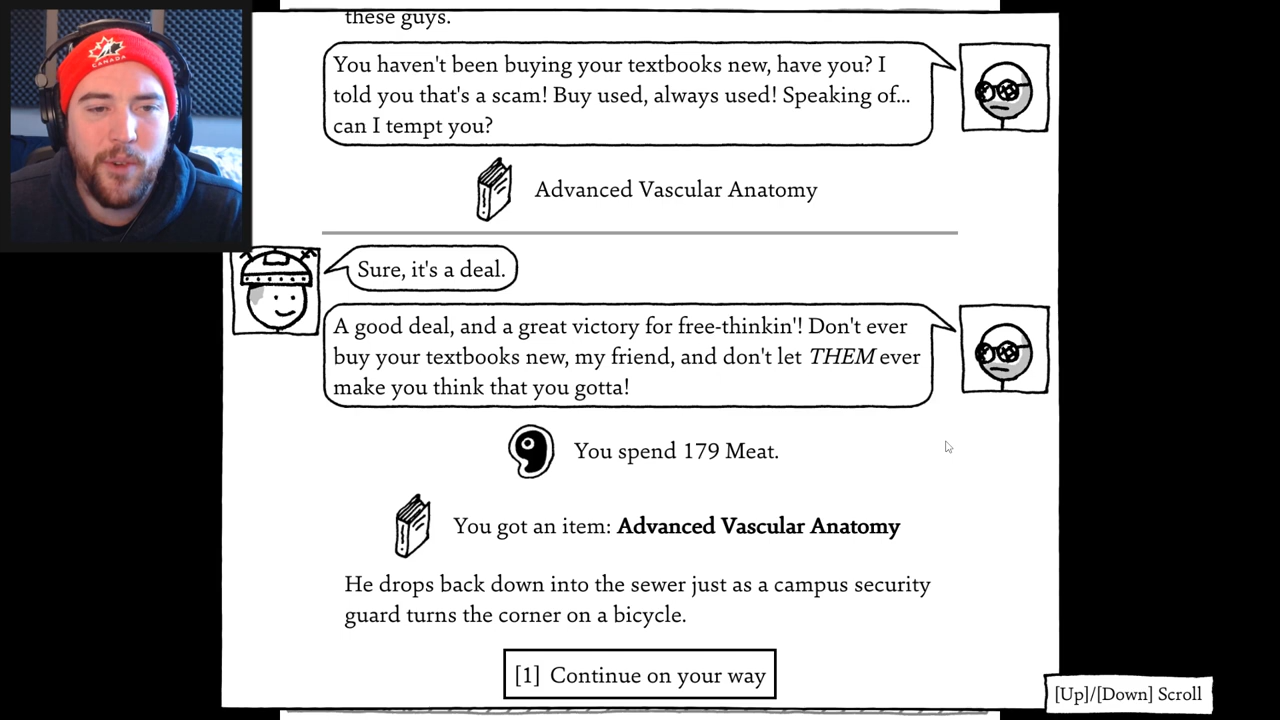 these guys.
You haven't been buying your textbooks new, have you? I
told you that's a scam! Buy used, always used! Speaking of...
can I tempt you?
Advanced Vascular Anatomy
Sure, it's a deal.
A good deal, and a great victory for free-thinkin'! Don't ever
buy your textbooks new, my friend, and don't let THEM ever
make you think that you gotta!
You spend 179 Meat.
You got an item: Advanced Vascular Anatomy
He drops back down into the sewer just as a campus security
guard turns the corner on a bicycle.
[1] Continue on your way
[Up]/[Down] Scroll
CANADA